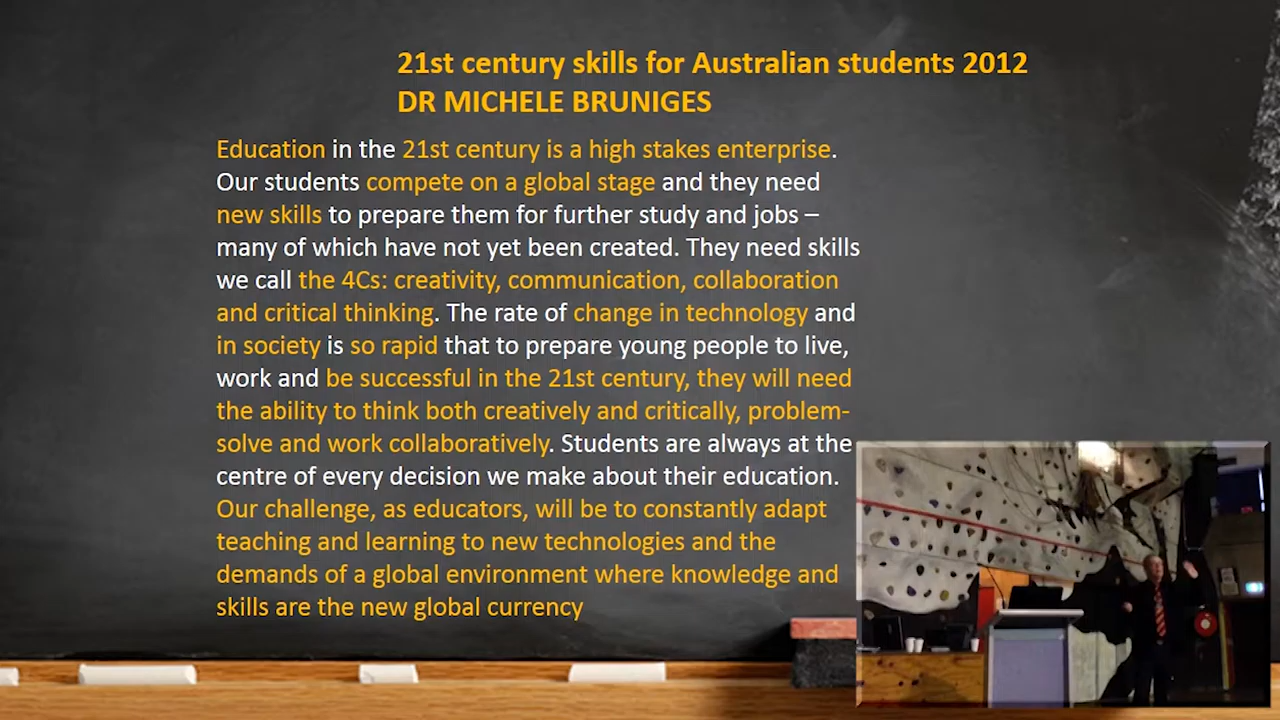 21st century skills for Australian students 2012
DR MICHELE BRUNIGES
Education in the 21st century is a high stakes enterprise.
Our students compete on a global stage and they need
new skills to prepare them for further study and jobs –
many of which have not yet been created. They need skills
we call the 4Cs: creativity, communication, collaboration
and critical thinking. The rate of change in technology and
in society is so rapid that to prepare young people to live,
work and be successful in the 21st century, they will need
the ability to think both creatively and critically, problem-
solve and work collaboratively. Students are always at the
centre of every decision we make about their education.
Our challenge, as educators, will be to constantly adapt
teaching and learning to new technologies and the
demands of a global environment where knowledge and
skills are the new global currency